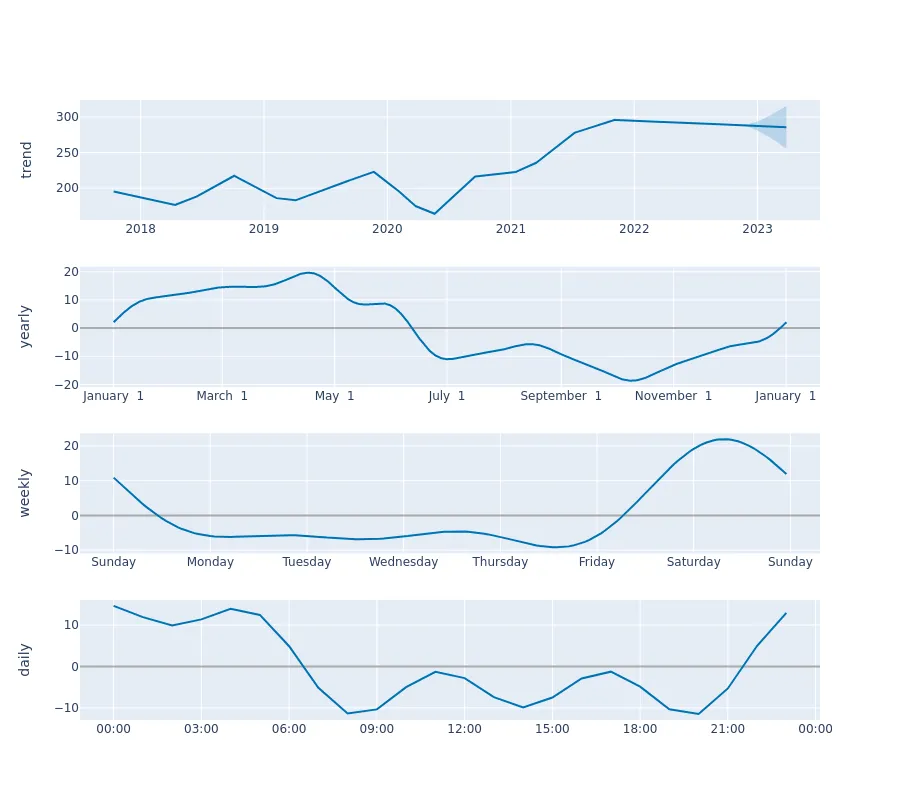 300
trend
250
200
2018 2019 2020 2021 2022 2023
20
10
yearly
0
−10
−20
January 1 March 1 May 1 July 1 September 1 November 1 January 1
20
weekly
10
0
−10
Sunday Monday Tuesday Wednesday Thursday Friday Saturday Sunday
10
daily
0
−10
00:00 03:00 06:00 09:00 12:00 15:00 18:00 21:00 00:00